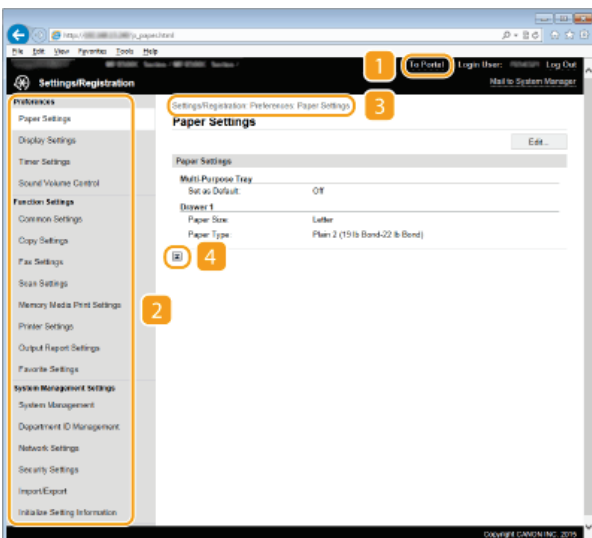 http://
p_paper.html
File Edit View Favorites Tools Help
1
To Portal Login User: Log Out
Settings/Registration
Mail to System Manager
Preferences
Paper Settings
Display Settings
Timer Settings
Sound Volume Control
Function Settings
Common Settings
Copy Settings
Fax Settings
Scan Settings
Memory Media Print Settings
Printer Settings
Output Report Settings
Favorite Settings
System Management Settings
System Management
Department ID Management
Network Settings
Security Settings
Import/Export
Initialize Setting Information
2
Settings/Registration: Preferences: Paper Settings
3
Paper Settings
Edit...
Paper Settings
Multi-Purpose Tray
Set as Default: Off
Drawer 1
Paper Size: Letter
Paper Type: Plain 2 (19 lb Bond-22 lb Bond)
4
Copyright CANON INC. 2015